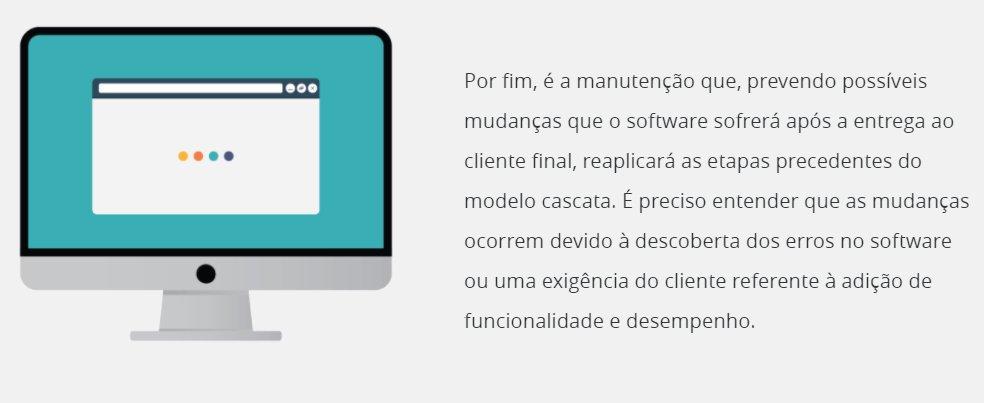 Por fim, é a manutenção que, prevendo possíveis
mudanças que o software sofrerá após a entrega ao
cliente final, reaplicará as etapas precedentes do
modelo cascata. É preciso entender que as mudanças
ocorrem devido à descoberta dos erros no software
ou uma exigência do cliente referente à adição de
funcionalidade e desempenho.